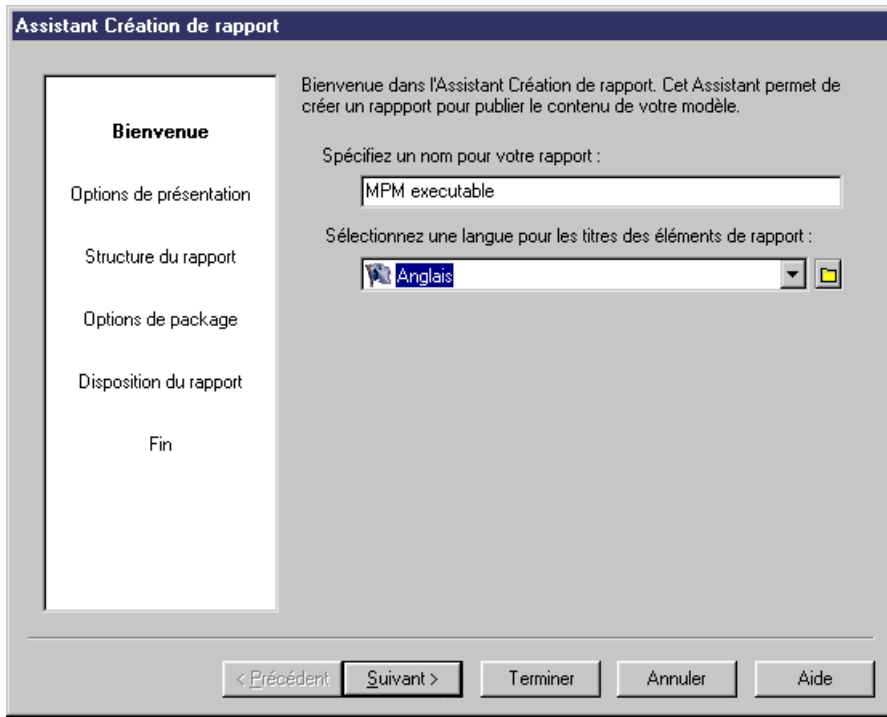 Assistant Création de rapport
Bienvenue
Options de présentation
Structure du rapport
Options de package
Disposition du rapport
Fin
Bienvenue dans l'Assistant Création de rapport. Cet Assistant permet de
créer un rappport pour publier le contenu de votre modèle.
Spécifiez un nom pour votre rapport :
MPM executable
Sélectionnez une langue pour les titres des éléments de rapport :
Anglais
< Précédent
Suivant >
Terminer
Annuler
Aide